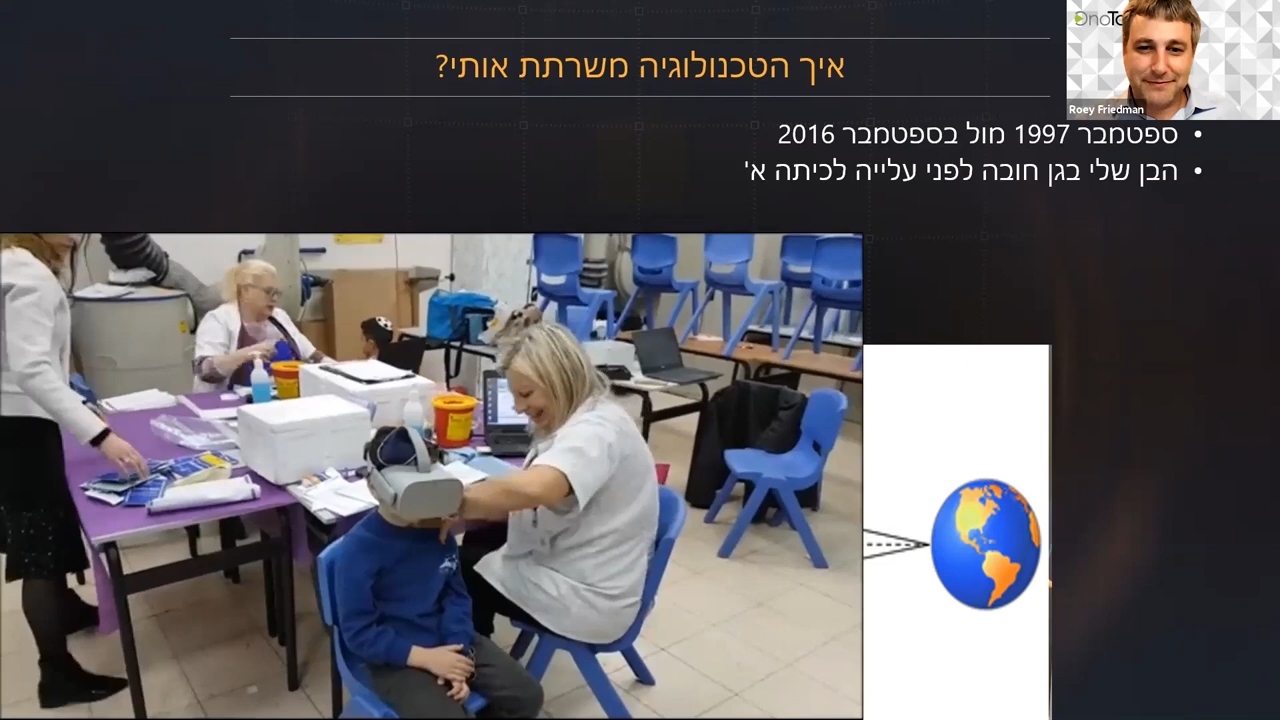 איך הטכנולוגיה משרתת אותי?
Roey Friedman
• ספטמבר 1997 מול בספטמבר 2016
• הבן שלי בגן חובה לפני עלייה לכיתה א'